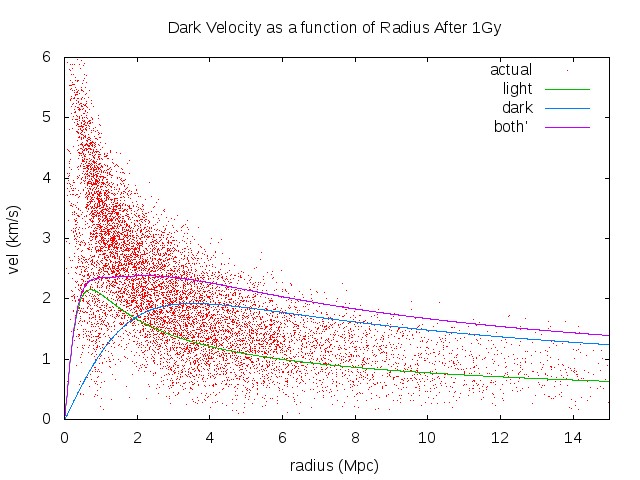 Dark Velocity as a function of Radius After 1Gy
6
5
4
3
2
1
0
vel (km/s)
actual
light
dark
both'
0 2 4 6 8 10 12 14
radius (Mpc)